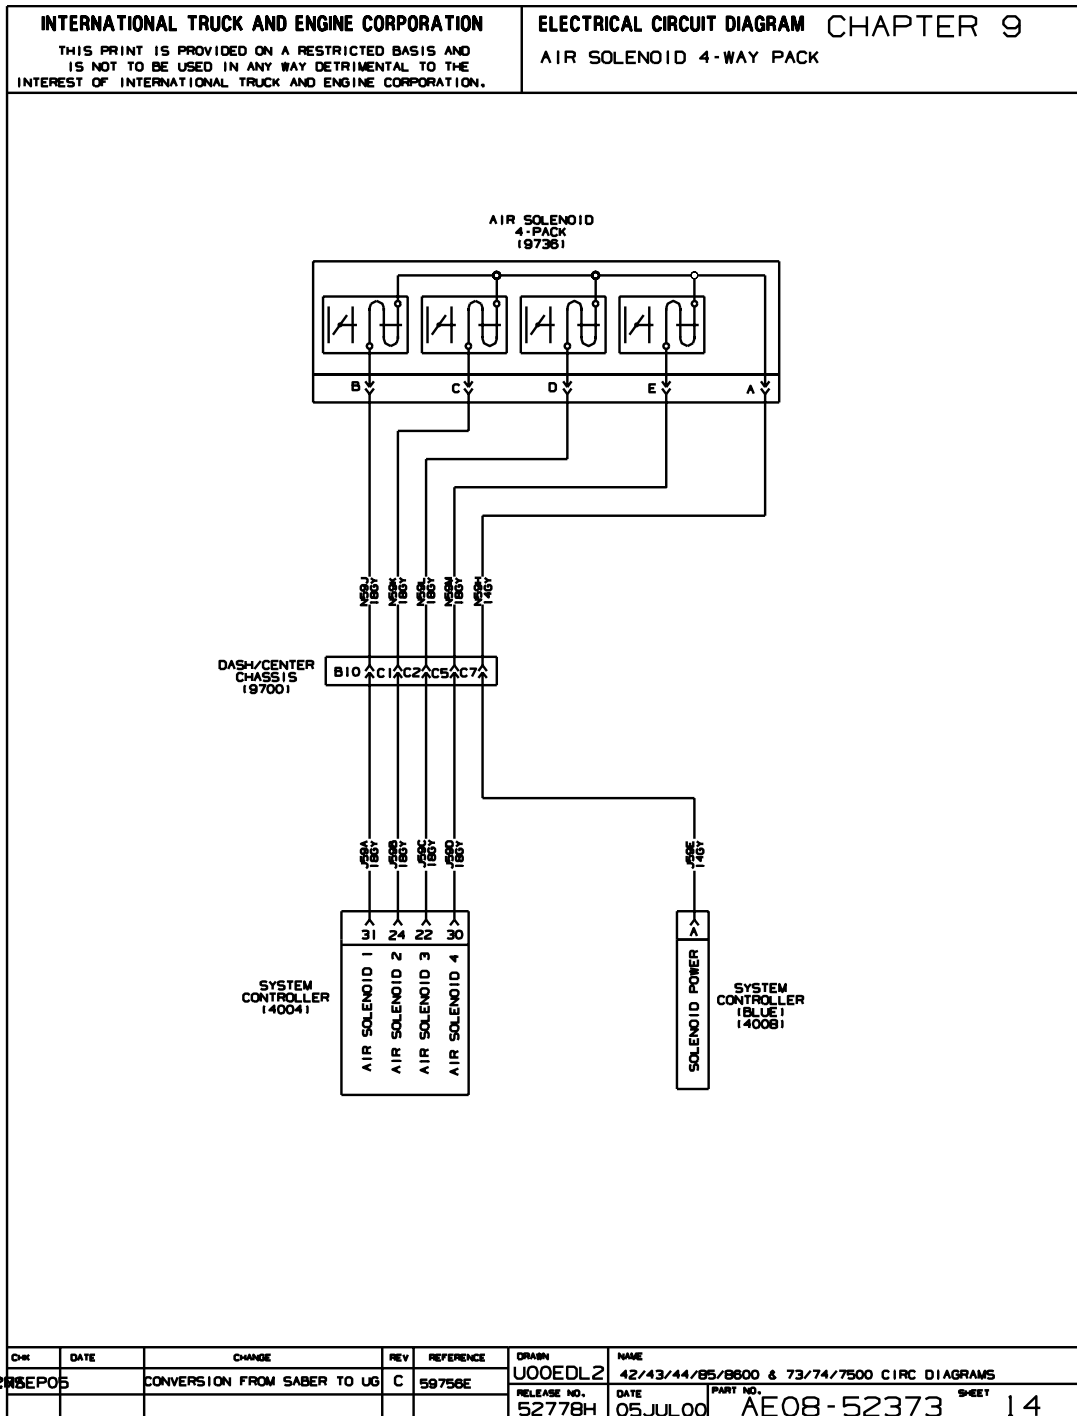 INTERNATIONAL TRUCK AND ENGINE CORPORATION
THIS PRINT IS PROVIDED ON A RESTRICTED BASIS AND
IS NOT TO BE USED IN ANY WAY DETRIMENTAL TO THE
INTEREST OF INTERNATIONAL TRUCK AND ENGINE CORPORATION.
ELECTRICAL CIRCUIT DIAGRAM CHAPTER 9
AIR SOLENOID 4-WAY PACK
AIR SOLENOID
4-PACK
(9736)
B C D E A
N59J
18GY
N59K
18GY
N59L
18GY
N59M
18GY
N59H
14GY
DASH/CENTER
CHASSIS
(9700)
B10 C1 C2 C5 C7
J59A
18GY
J59B
18GY
J59C
18GY
J59D
18GY
J59E
14GY
31 24 22 30
A
AIR SOLENOID 1
AIR SOLENOID 2
AIR SOLENOID 3
AIR SOLENOID 4
SOLENOID POWER
SYSTEM
CONTROLLER
(4004)
SYSTEM
CONTROLLER
(BLUE)
(4008)
CHK DATE CHANGE REV REFERENCE
CONVERSION FROM SABER TO UG C 59756E
DRAWN
U00EDL2
NAME
42/43/44/85/8600 & 73/74/7500 CIRC DIAGRAMS
RELEASE NO.
52778H
DATE
05JUL00
PART NO.
AE08-52373
SHEET
14